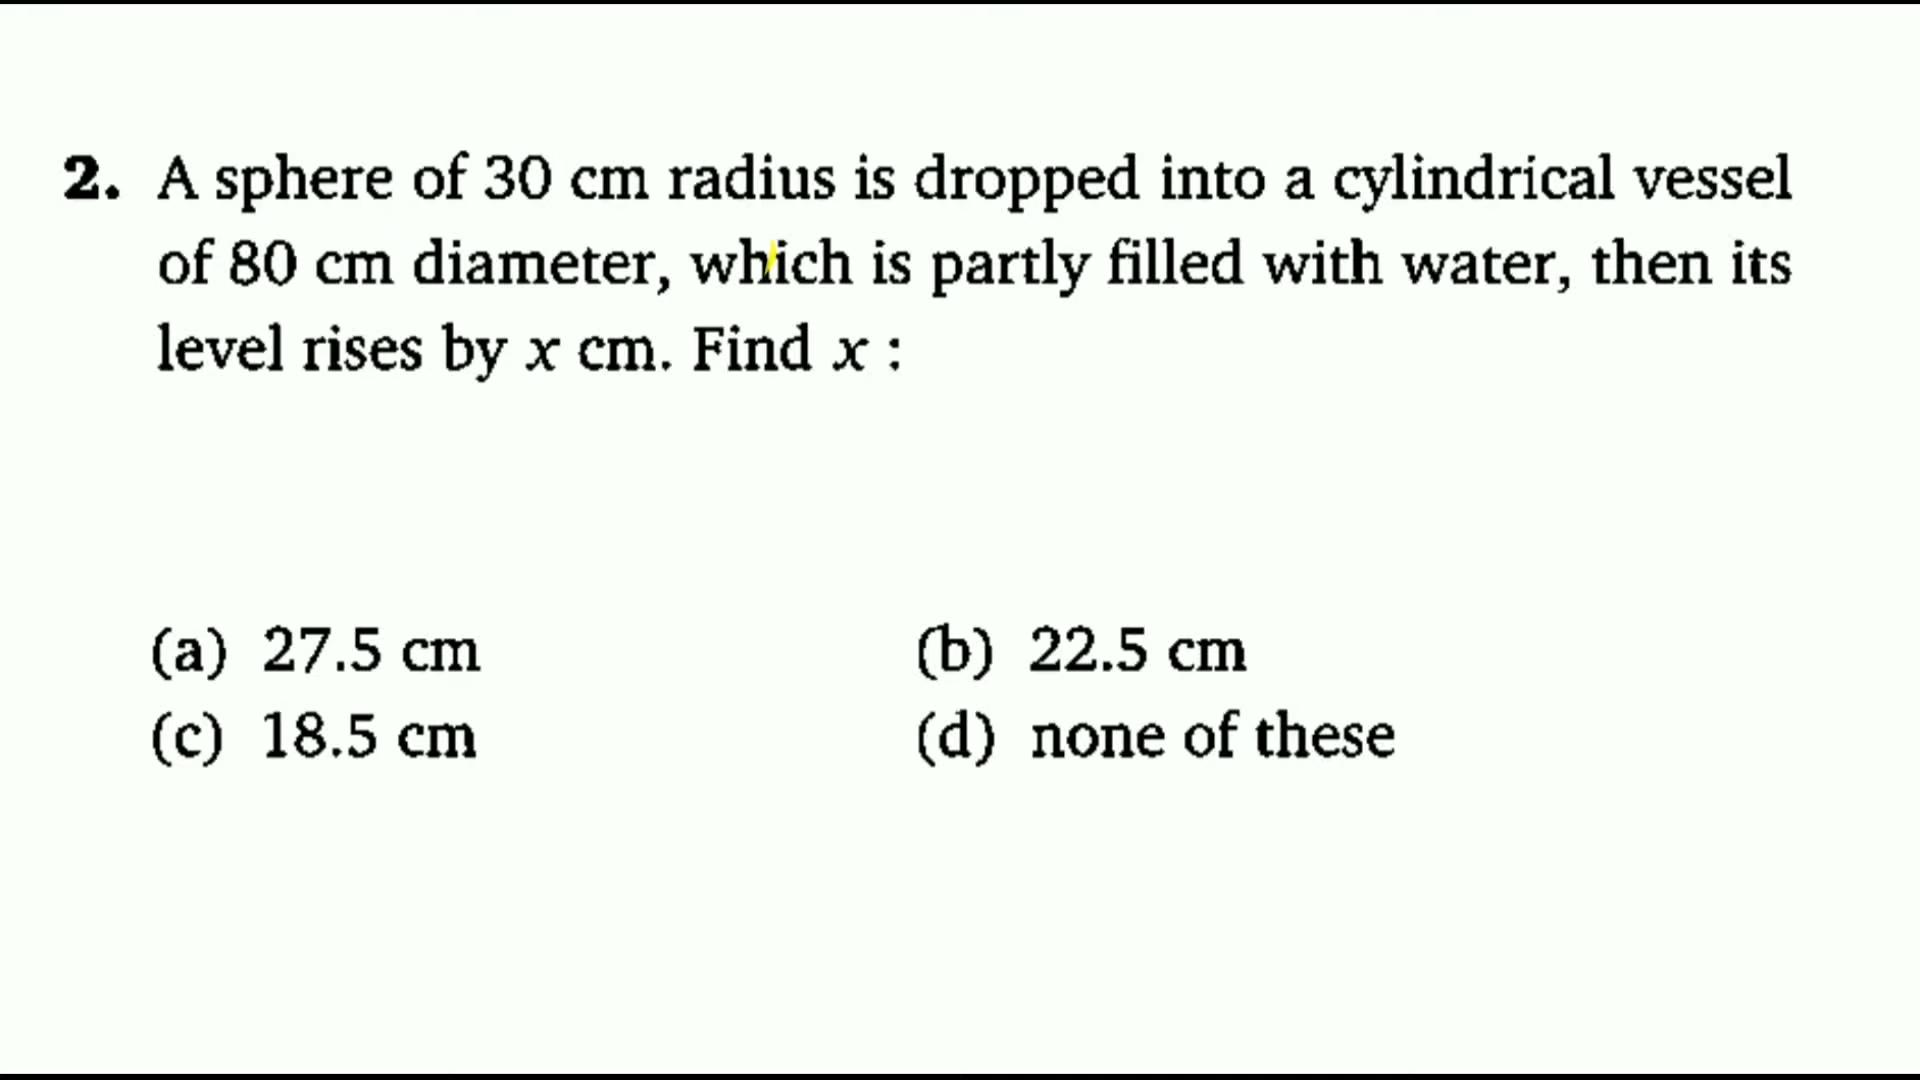 2. A sphere of 30 cm radius is dropped into a cylindrical vessel
of 80 cm diameter, which is partly filled with water, then its
level rises by x cm. Find x :
(a) 27.5 cm (b) 22.5 cm
(c) 18.5 cm (d) none of these